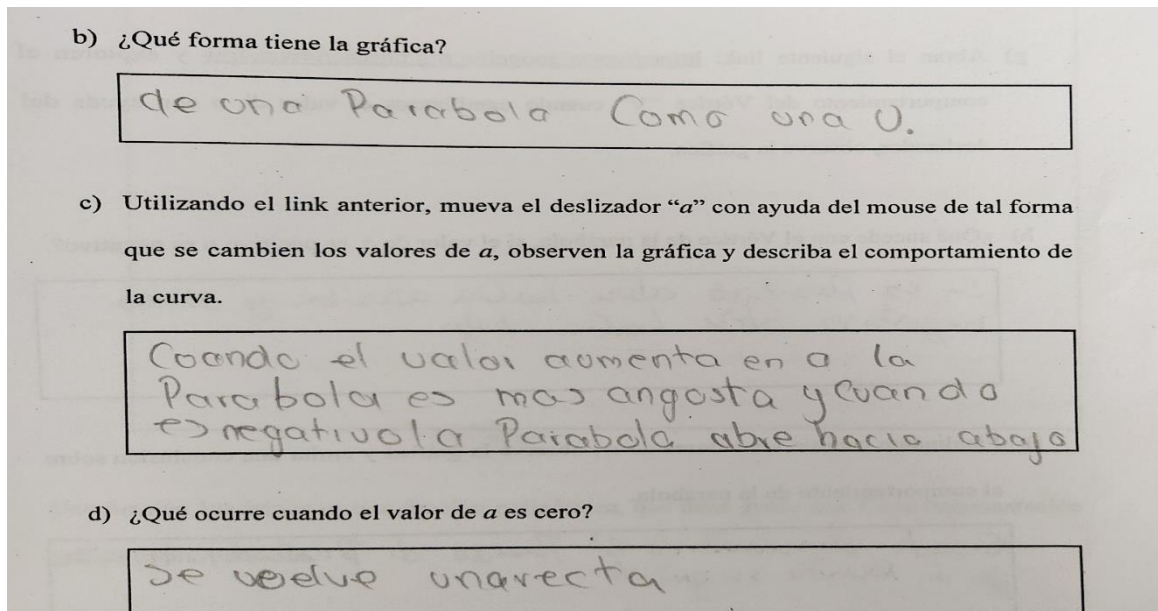 b) ¿Qué forma tiene la gráfica?
de una Parabola Como una U.
c) Utilizando el link anterior, mueva el deslizador “a” con ayuda del mouse de tal forma
que se cambien los valores de a, observen la gráfica y describa el comportamiento de
la curva.
Coando el valor aumenta en a la
Parabola es mas angosta y cuando
es negativo la Parabola abre hacia abajo
d) ¿Qué ocurre cuando el valor de a es cero?
se vuelve una recta